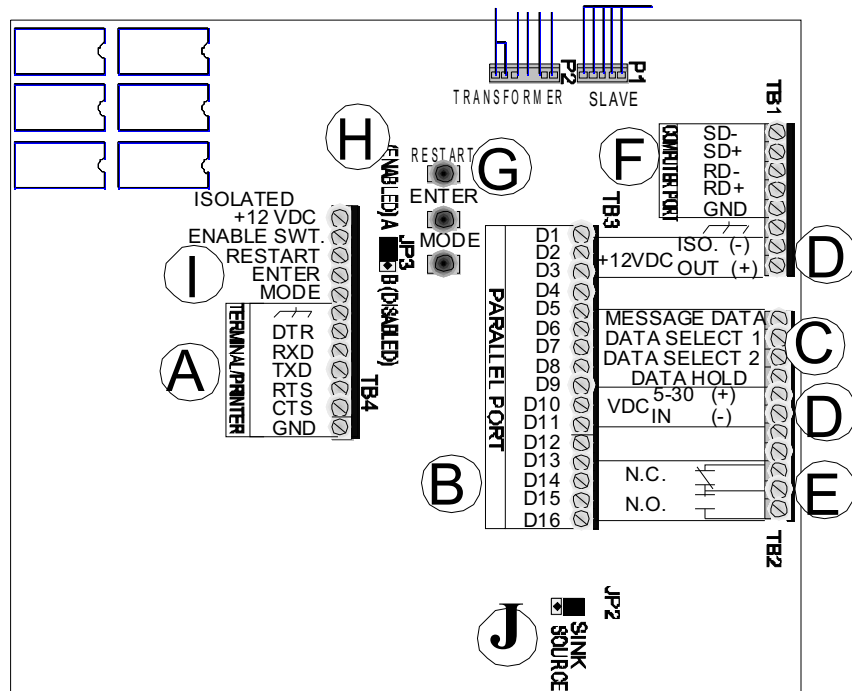 P2
P1
TRANSFORMER
SLAVE
TB1
H
(ENABLED) A
JP3
B (DISABLED)
RESTART
ENTER
MODE
G
F
COMPUTER PORT
SD-
SD+
RD-
RD+
GND
+12VDC
ISO. (-)
OUT (+)
D
ISOLATED
+12 VDC
ENABLE SWT.
RESTART
ENTER
MODE
I
A
TERMINAL/PRINTER
DTR
RXD
TXD
RTS
CTS
GND
TB4
TB3
PARALLEL PORT
B
D1
D2
D3
D4
D5
D6
D7
D8
D9
D10
D11
D12
D13
D14
D15
D16
MESSAGE DATA
DATA SELECT 1
DATA SELECT 2
DATA HOLD
C
VDC
5-30 (+)
IN (-)
D
N.C.
N.O.
E
TB2
J
JP2
SINK
SOURCE